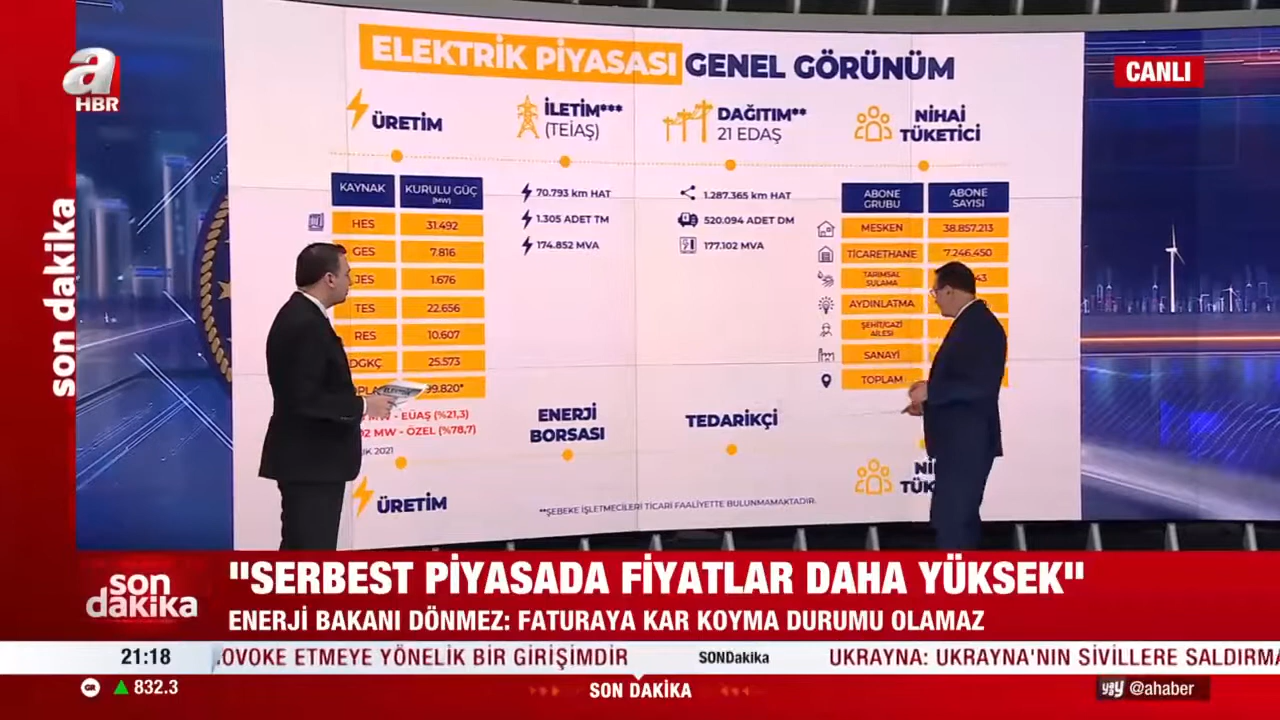 a
HBR
CANLI
son dakika
ELEKTRİK PİYASASI GENEL GÖRÜNÜM
ÜRETİM
İLETİM***
(TEİAŞ)
DAĞITIM**
21 EDAŞ
NİHAİ
TÜKETİCİ
KAYNAK KURULU GÜÇ
(MW)
HES 31.492
GES 7.816
JES 1.676
TES 22.656
RES 10.607
DGKÇ 25.573
99.820*
MW - EÜAŞ (%21,3)
MW - ÖZEL (%78,7)
2021
70.793 km HAT
1.305 ADET TM
174.852 MVA
1.287.365 km HAT
520.094 ADET DM
177.102 MVA
ABONE
GRUBU
ABONE
SAYISI
MESKEN 38.857.213
TİCARETHANE 7.246.450
TARIMSAL
SULAMA
AYDINLATMA
ŞEHİT/GAZİ
AİLESİ
SANAYİ
TOPLAM
ENERJİ
BORSASI
TEDARİKÇİ
ÜRETİM
**ŞEBEKE İŞLETMECİLERİ TİCARİ FAALİYETTE BULUNMAMAKTADIR.
son
dakika
"SERBEST PİYASADA FİYATLAR DAHA YÜKSEK"
ENERJİ BAKANI DÖNMEZ: FATURAYA KAR KOYMA DURUMU OLAMAZ
21:18 OVOKE ETMEYE YÖNELİK BİR GİRİŞİMDİR SONDakika UKRAYNA: UKRAYNA'NIN SİVİLLERE SALDIRMA
GR 832.3 SON DAKİKA yay @ahaber